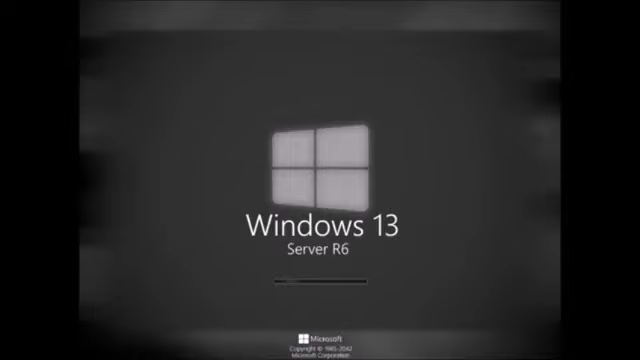 Windows 13
Server R6
Microsoft
Copyright © 1985-2042
Microsoft Corporation